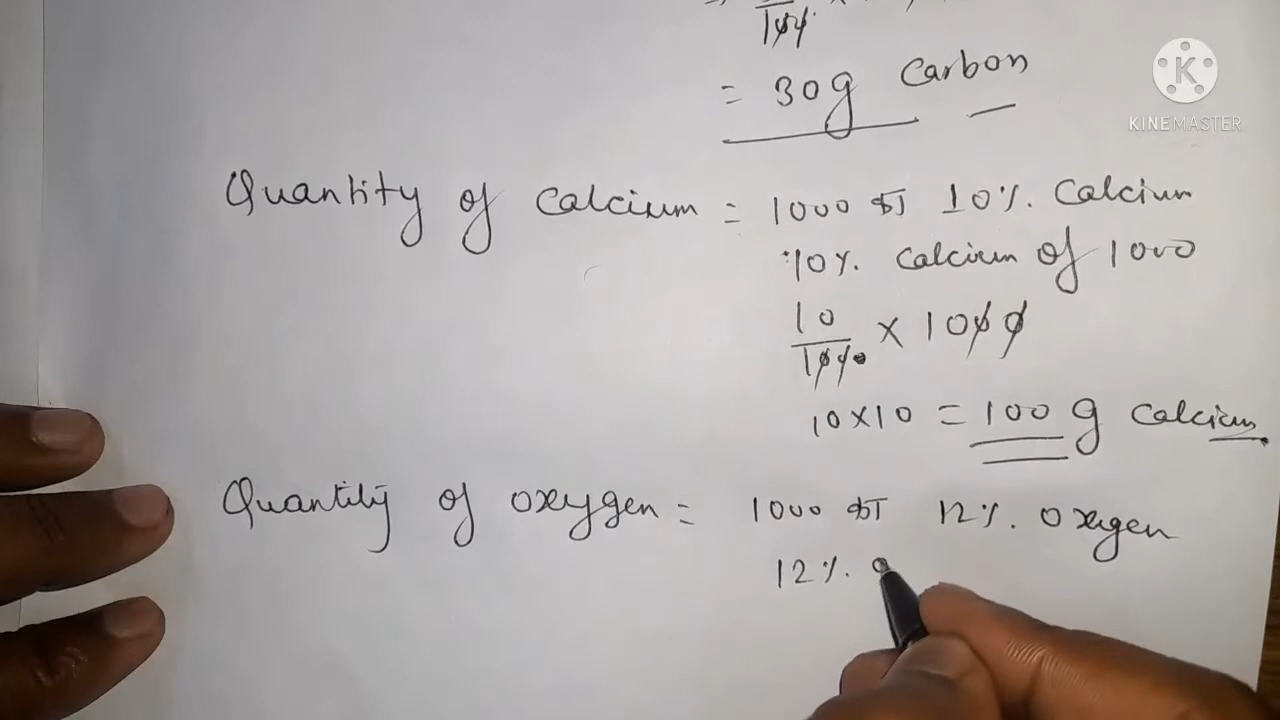 100
= 30g Carbon
KINEMASTER
Quantity of calcium = 1000 का 10% Calcium
10% calcium of 1000
10
100 × 1000
10×10 = 100 g calcium
Quantity of oxygen = 1000 का 12% oxygen
12% o